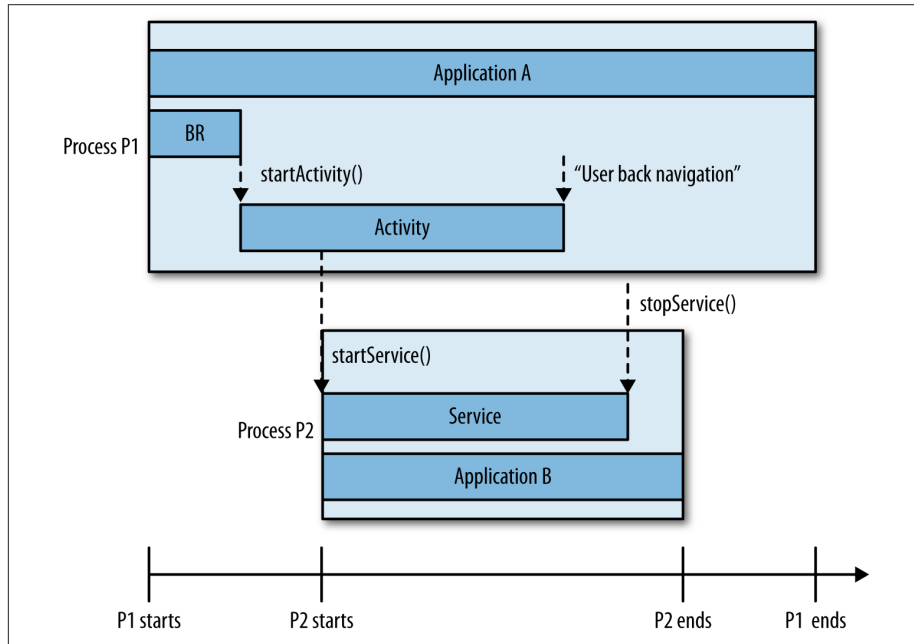 Application A
BR
Process P1
startActivity()
“User back navigation”
Activity
stopService()
startService()
Service
Process P2
Application B
P1 starts
P2 starts
P2 ends
P1 ends